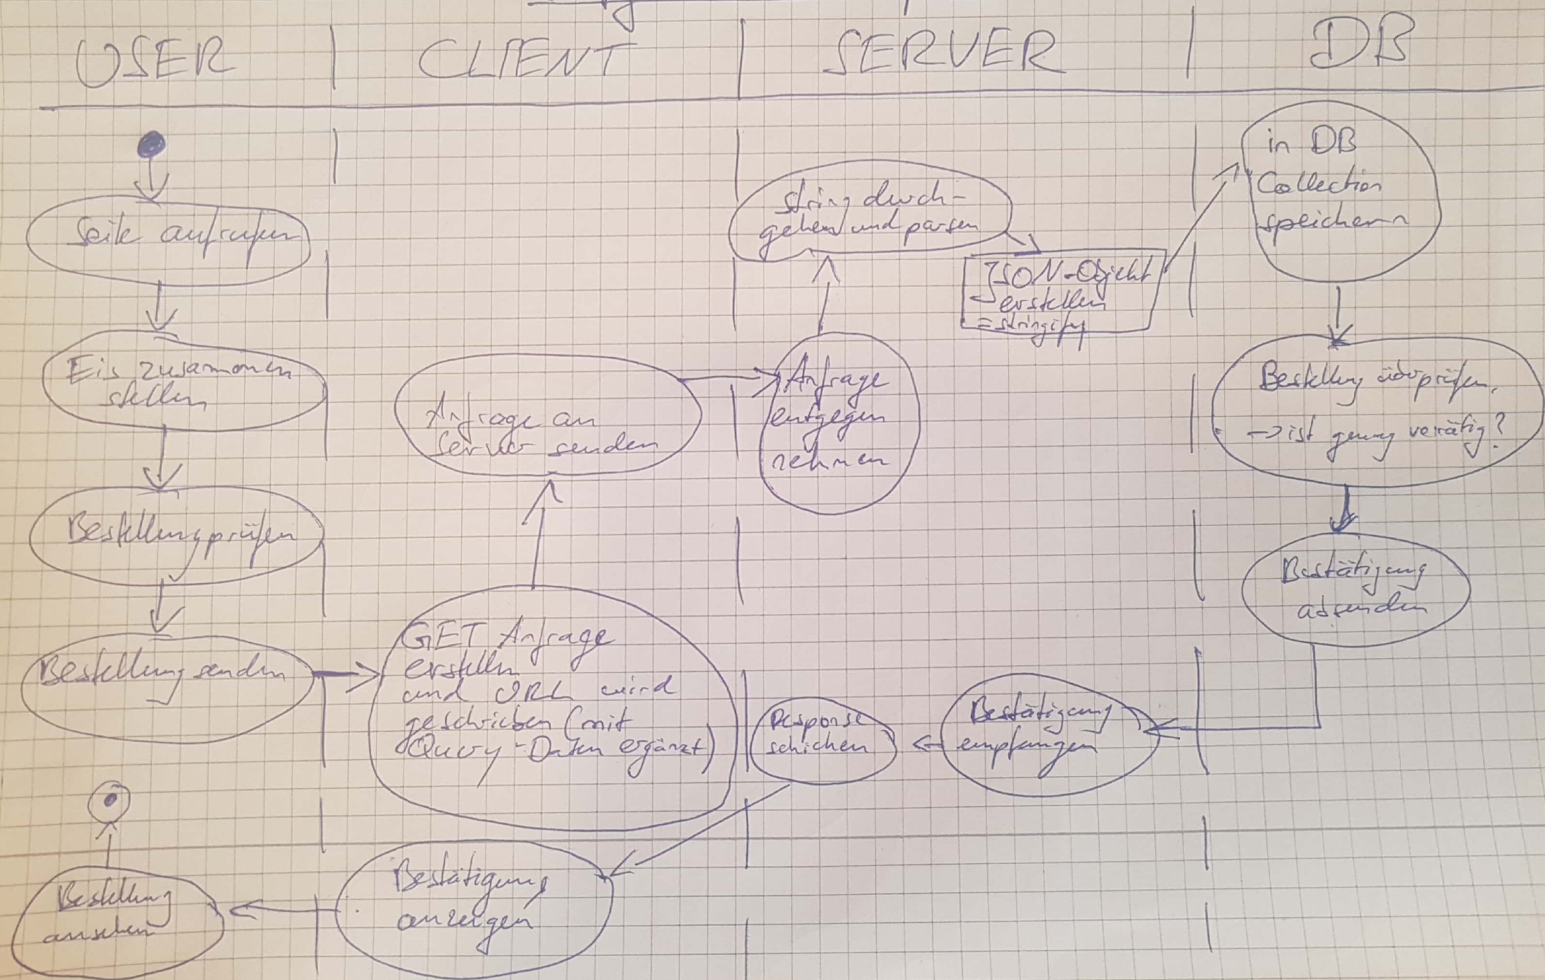 USER
CLIENT
SERVER
DB
Seite aufrufen
Eis zusammen
stellen
Bestellung prüfen
Bestellung senden
GET Anfrage
erstellen
und URL wird
geschrieben (mit
Query-Daten ergänzt)
Anfrage an
Server senden
Anfrage
entgegen
nehmen
String durch-
gehen und parsen
JSON-Objekt
erstellen
= stringify
in DB
Collection
speichern
Bestellung überprüfen,
-> ist genug vorrätig?
Bestätigung
absenden
Bestätigung
empfangen
Response
schicken
Bestätigung
anzeigen
Bestellung
ansehen